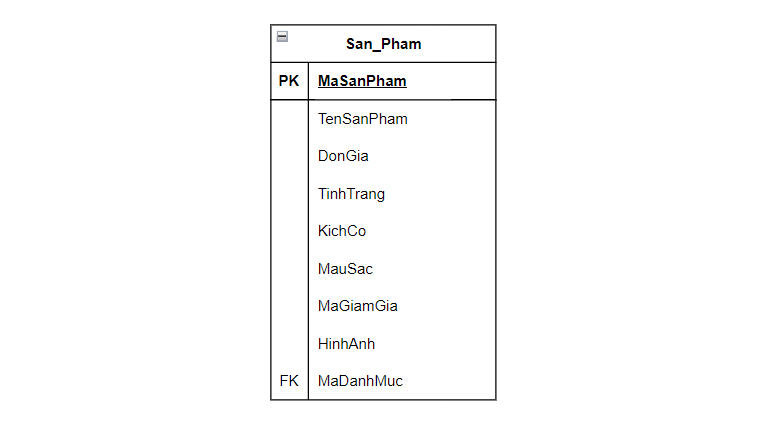 San_Pham
PK MaSanPham
TenSanPham
DonGia
TinhTrang
KichCo
MauSac
MaGiamGia
HinhAnh
FK MaDanhMuc